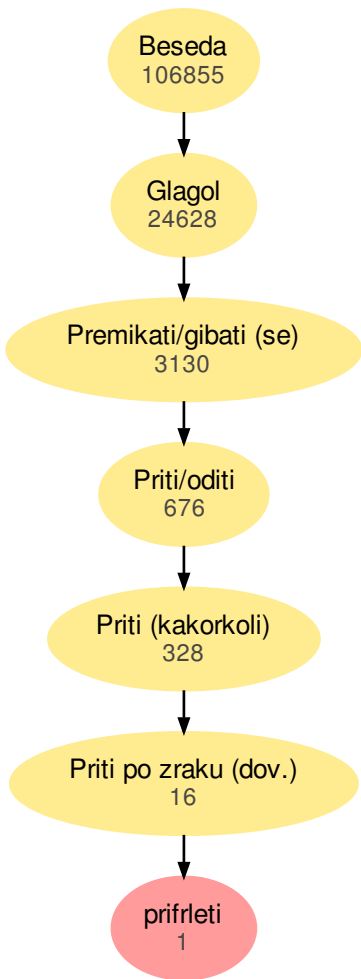 Beseda
106855
Glagol
24628
Premikati/gibati (se)
3130
Priti/oditi
676
Priti (kakorkoli)
328
Priti po zraku (dov.)
16
prifrleti
1